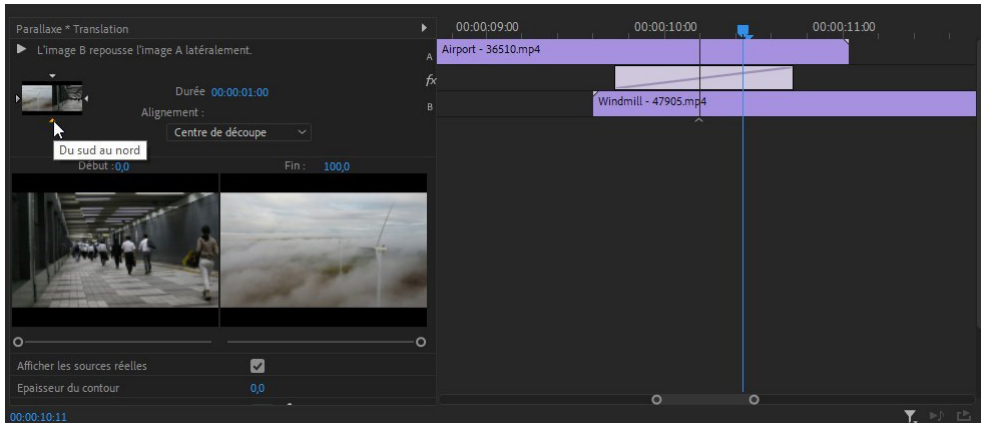 Parallaxe * Translation
L'image B repousse l'image A latéralement.
Durée 00:00:01:00
Alignement :
Centre de découpe
Du sud au nord
Début : 0,0
Fin : 100,0
Afficher les sources réelles
Epaisseur du contour 0,0
00:00:10:11
00:00:09:00 00:00:10:00 00:00:11:00
A Airport - 36510.mp4
fx
B Windmill - 47905.mp4